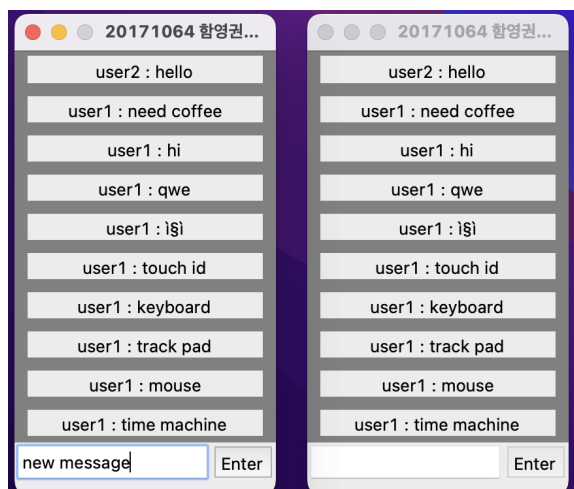 20171064 함영권...
user2 : hello
user1 : need coffee
user1 : hi
user1 : qwe
user1 : ì§ì
user1 : touch id
user1 : keyboard
user1 : track pad
user1 : mouse
user1 : time machine
new message
Enter
20171064 함영권...
user2 : hello
user1 : need coffee
user1 : hi
user1 : qwe
user1 : ì§ì
user1 : touch id
user1 : keyboard
user1 : track pad
user1 : mouse
user1 : time machine
Enter